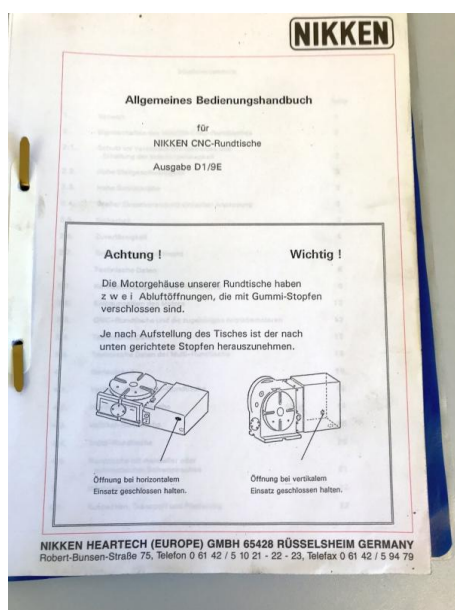 NIKKEN
Allgemeines Bedienungshandbuch
für
NIKKEN CNC-Rundtische
Ausgabe D1/9E
Achtung ! Wichtig !
Die Motorgehäuse unserer Rundtische haben
z w e i Abluftöffnungen, die mit Gummi-Stopfen
verschlossen sind.
Je nach Aufstellung des Tisches ist der nach
unten gerichtete Stopfen herauszunehmen.
Öffnung bei horizontalem
Einsatz geschlossen halten.
Öffnung bei vertikalem
Einsatz geschlossen halten.
NIKKEN HEARTECH (EUROPE) GMBH 65428 RÜSSELSHEIM GERMANY
Robert-Bunsen-Straße 75, Telefon 0 61 42 / 5 10 21 - 22 - 23, Telefax 0 61 42 / 5 94 79